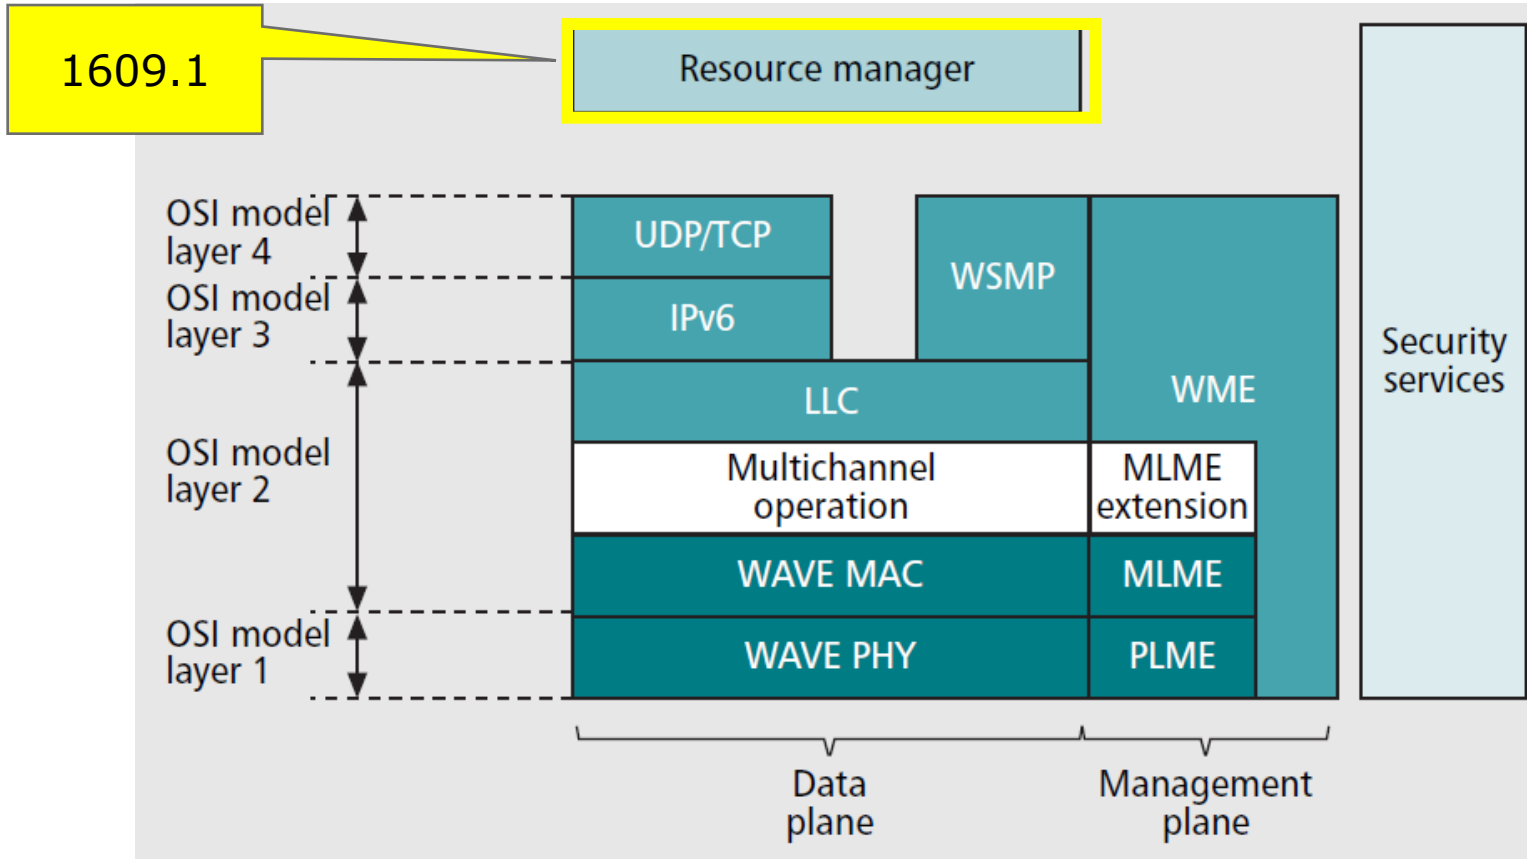 1609.1
Resource manager
OSI model
layer 4
UDP/TCP
WSMP
OSI model
layer 3
IPv6
Security
services
LLC
WME
OSI model
layer 2
Multichannel
operation
MLME
extension
WAVE MAC
MLME
OSI model
layer 1
WAVE PHY
PLME
Data
plane
Management
plane